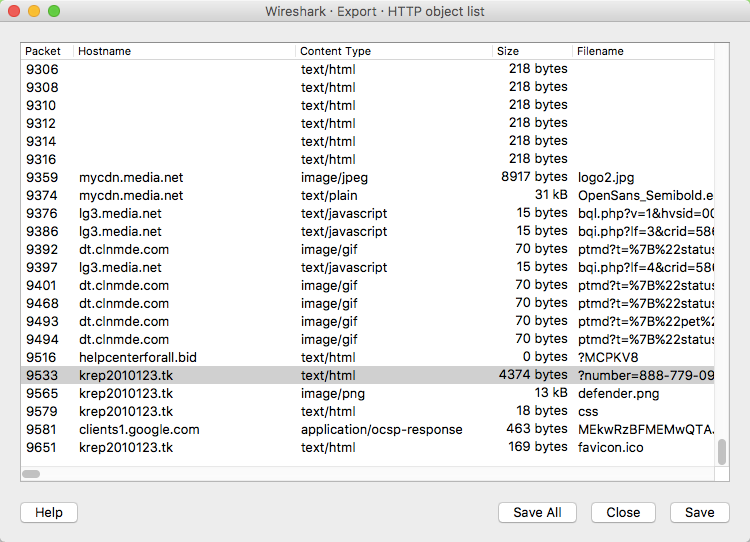 Wireshark · Export · HTTP object list
Packet Hostname Content Type Size Filename
9306 text/html 218 bytes
9308 text/html 218 bytes
9310 text/html 218 bytes
9312 text/html 218 bytes
9314 text/html 218 bytes
9316 text/html 218 bytes
9359 mycdn.media.net image/jpeg 8917 bytes logo2.jpg
9374 mycdn.media.net text/plain 31 kB OpenSans_Semibold.e
9376 lg3.media.net text/javascript 15 bytes bql.php?v=1&hvsid=00
9386 lg3.media.net text/javascript 15 bytes bqi.php?lf=3&crid=586
9392 dt.clnmde.com image/gif 70 bytes ptmd?t=%7B%22status
9397 lg3.media.net text/javascript 15 bytes bqi.php?lf=4&crid=586
9401 dt.clnmde.com image/gif 70 bytes ptmd?t=%7B%22status
9468 dt.clnmde.com image/gif 70 bytes ptmd?t=%7B%22status
9493 dt.clnmde.com image/gif 70 bytes ptmd?t=%7B%22pet%2
9494 dt.clnmde.com image/gif 70 bytes ptmd?t=%7B%22status
9516 helpcenterforall.bid text/html 0 bytes ?MCPKV8
9533 krep2010123.tk text/html 4374 bytes ?number=888-779-09
9565 krep2010123.tk image/png 13 kB defender.png
9579 krep2010123.tk text/html 18 bytes css
9581 clients1.google.com application/ocsp-response 463 bytes MEkwRzBFMEMwQTA.
9651 krep2010123.tk text/html 169 bytes favicon.ico
Help Save All Close Save